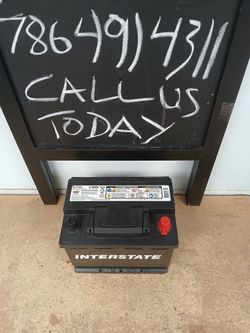 7864914311
CALL US
TODAY
INTERSTATE